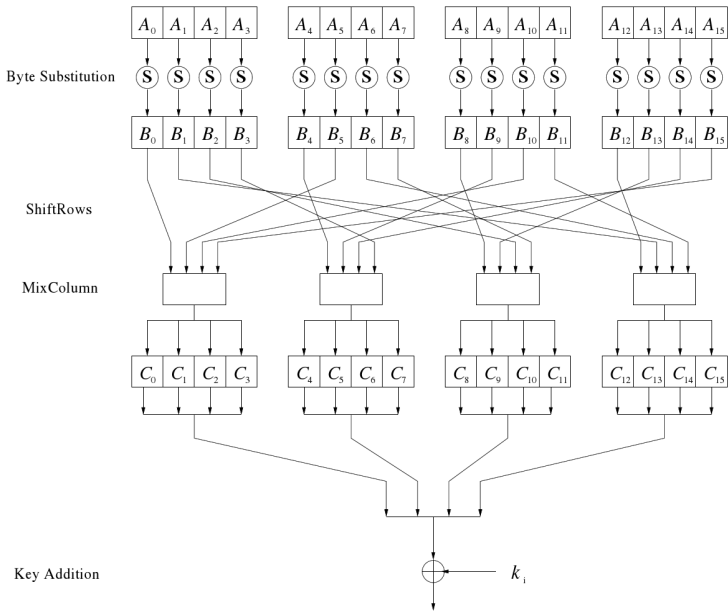 A₀ A₁ A₂ A₃ A₄ A₅ A₆ A₇ A₈ A₉ A₁₀ A₁₁ A₁₂ A₁₃ A₁₄ A₁₅
Byte Substitution S S S S S S S S S S S S S S S S
B₀ B₁ B₂ B₃ B₄ B₅ B₆ B₇ B₈ B₉ B₁₀ B₁₁ B₁₂ B₁₃ B₁₄ B₁₅
ShiftRows
MixColumn
C₀ C₁ C₂ C₃ C₄ C₅ C₆ C₇ C₈ C₉ C₁₀ C₁₁ C₁₂ C₁₃ C₁₄ C₁₅
Key Addition kᵢ